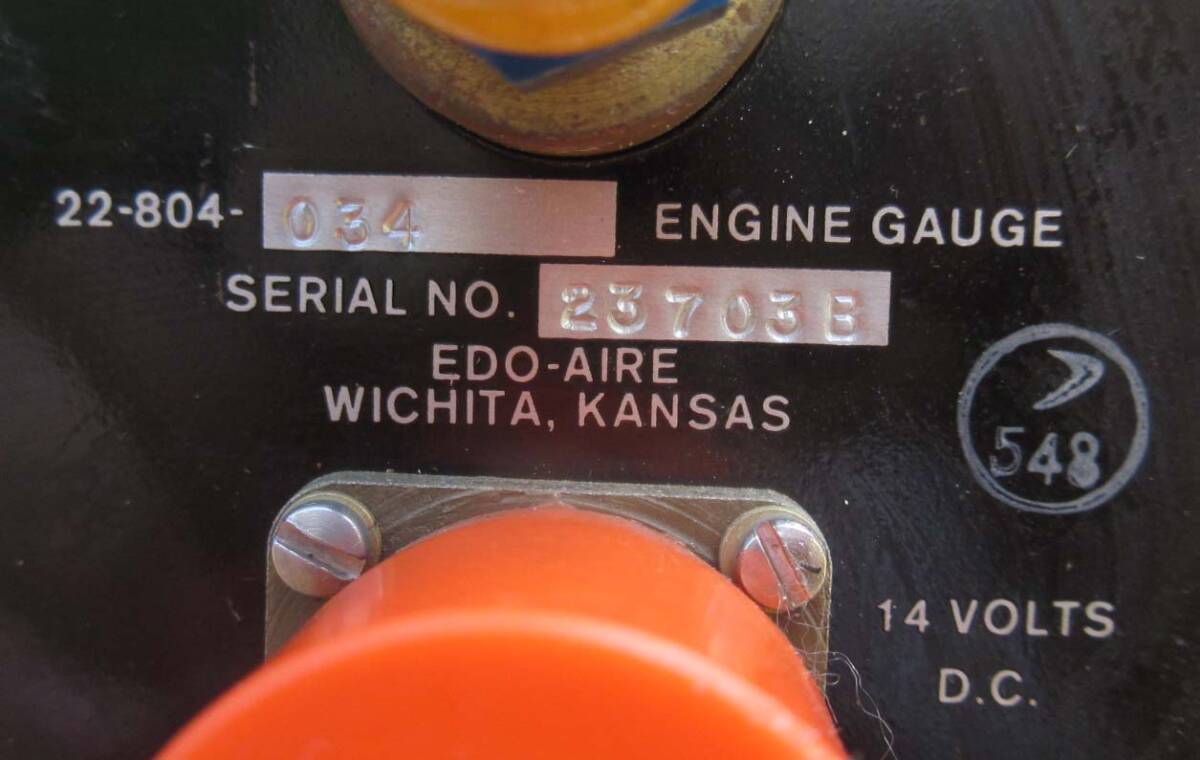 22-804- 034 ENGINE GAUGE
SERIAL NO. 23703B
EDO-AIRE
WICHITA, KANSAS
548
14 VOLTS
D.C.